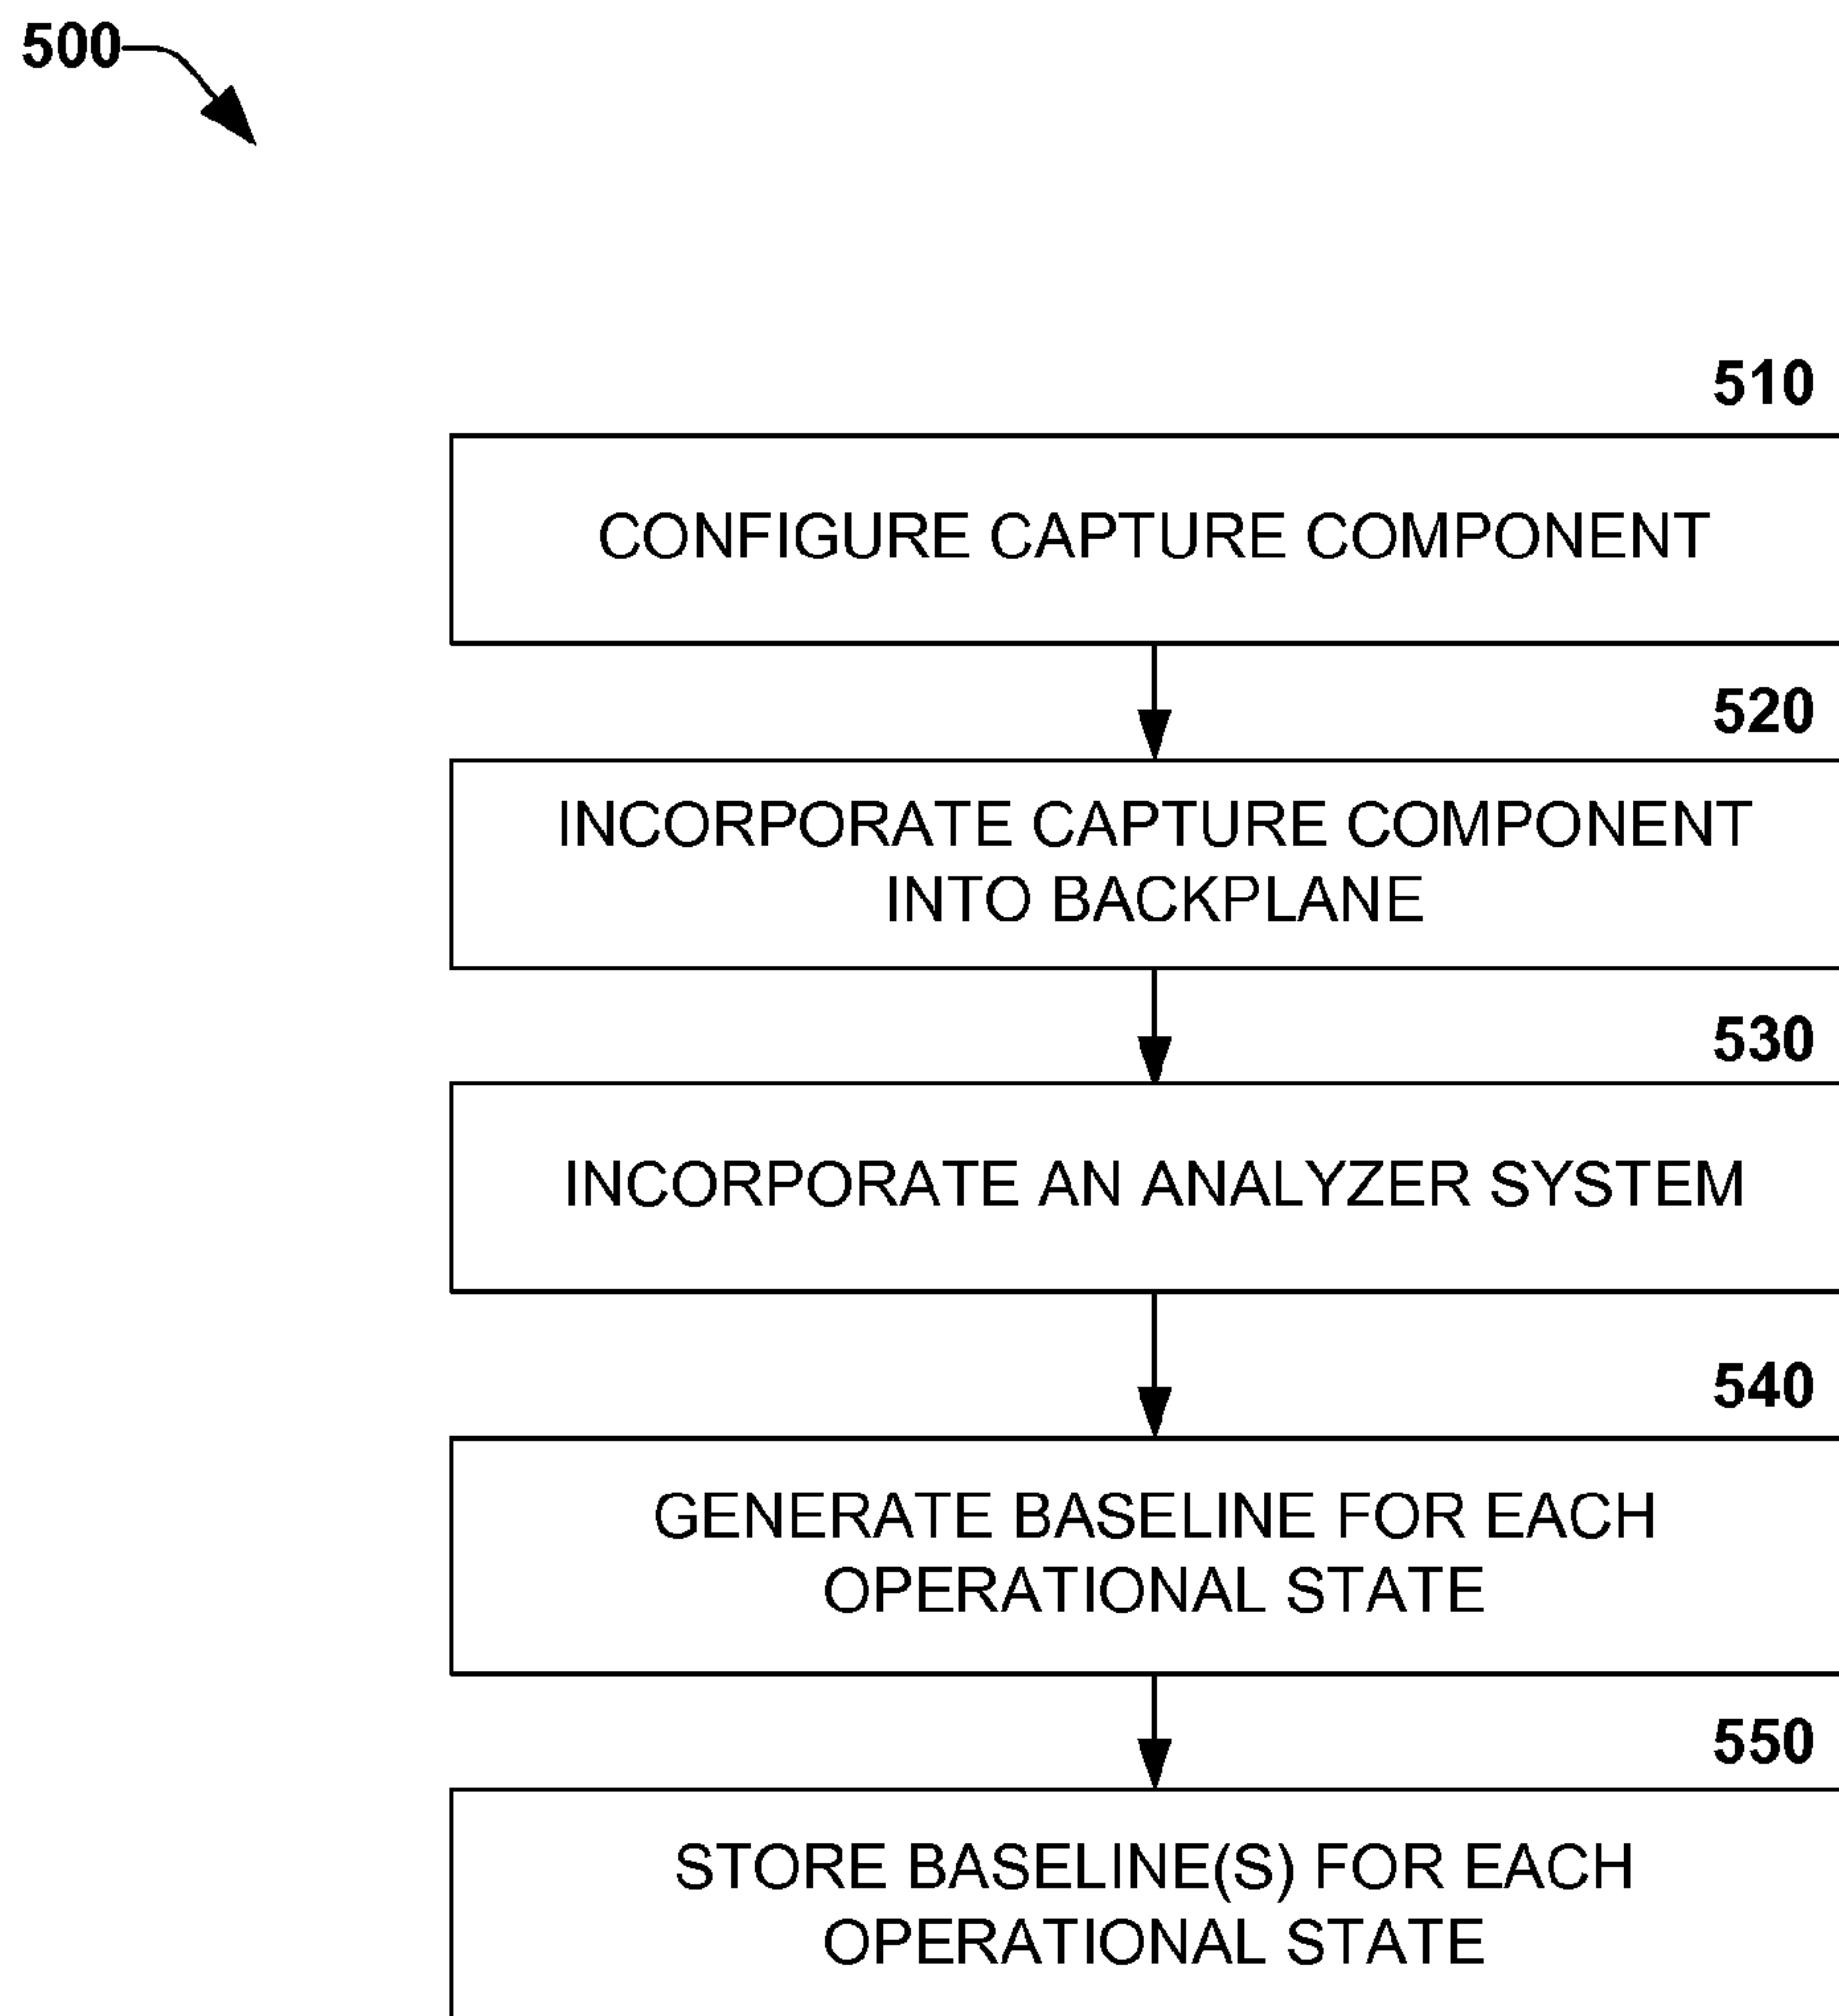 500
510
CONFIGURE CAPTURE COMPONENT
520
INCORPORATE CAPTURE COMPONENT
INTO BACKPLANE
530
INCORPORATE AN ANALYZER SYSTEM
540
GENERATE BASELINE FOR EACH
OPERATIONAL STATE
550
STORE BASELINE(S) FOR EACH
OPERATIONAL STATE